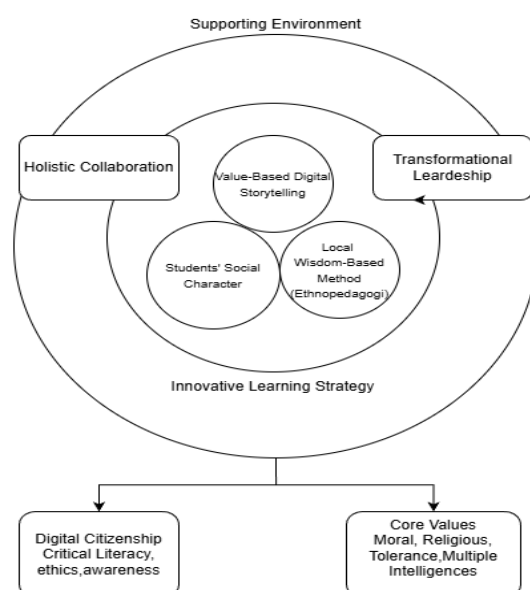 Supporting Environment
Holistic Collaboration
Transformational
Leardeship
Value-Based Digital
Storytelling
Students' Social
Character
Local
Wisdom-Based
Method
(Ethnopedagogi)
Innovative Learning Strategy
Digital Citizenship
Critical Literacy,
ethics,awareness
Core Values
Moral, Religious,
Tolerance,Multiple
Intelligences